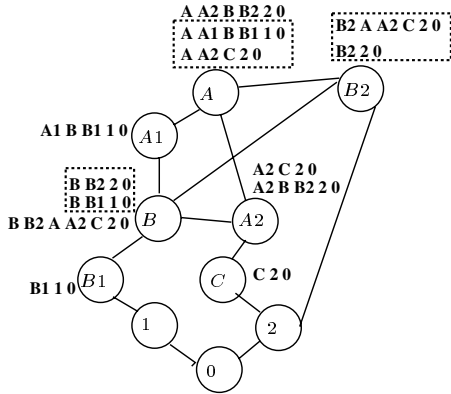 A A2 B B2 2 0
A A1 B B1 1 0
A A2 C 2 0
B2 A A2 C 2 0
B2 2 0
A
B2
A1 B B1 1 0
A1
A2 C 2 0
A2 B B2 2 0
B B2 2 0
B B1 1 0
B B2 A A2 C 2 0
B
A2
B1 1 0
B1
C
C 2 0
1
2
0